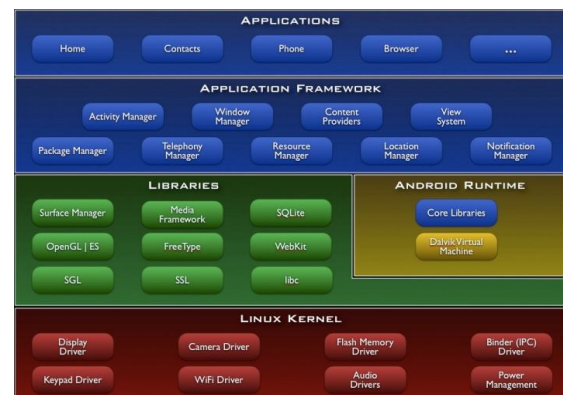 APPLICATIONS
Home
Contacts
Phone
Browser
...
APPLICATION FRAMEWORK
Activity Manager
Window
Manager
Content
Providers
View
System
Package Manager
Telephony
Manager
Resource
Manager
Location
Manager
Notification
Manager
LIBRARIES
Surface Manager
Media
Framework
SQLite
OpenGL | ES
FreeType
WebKit
SGL
SSL
libc
ANDROID RUNTIME
Core Libraries
Dalvik Virtual
Machine
LINUX KERNEL
Display
Driver
Camera Driver
Flash Memory
Driver
Binder (IPC)
Driver
Keypad Driver
WiFi Driver
Audio
Drivers
Power
Management